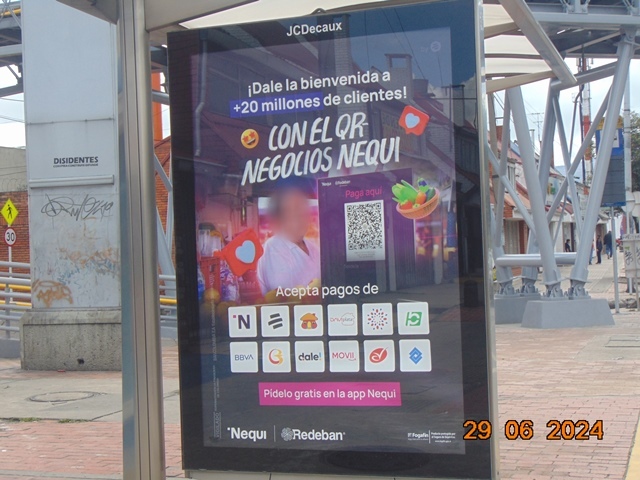 JCDecaux
¡Dale la bienvenida a
+20 millones de clientes!
CON EL QR-
NEGOCIOS NEQUI
Paga aquí
Acepta pagos de
N
BBVA
dale!
MOVII
Pídelo gratis en la app Nequi
Nequi
Redeban
Fogafín
DISIDENTES
30
29 06 2024